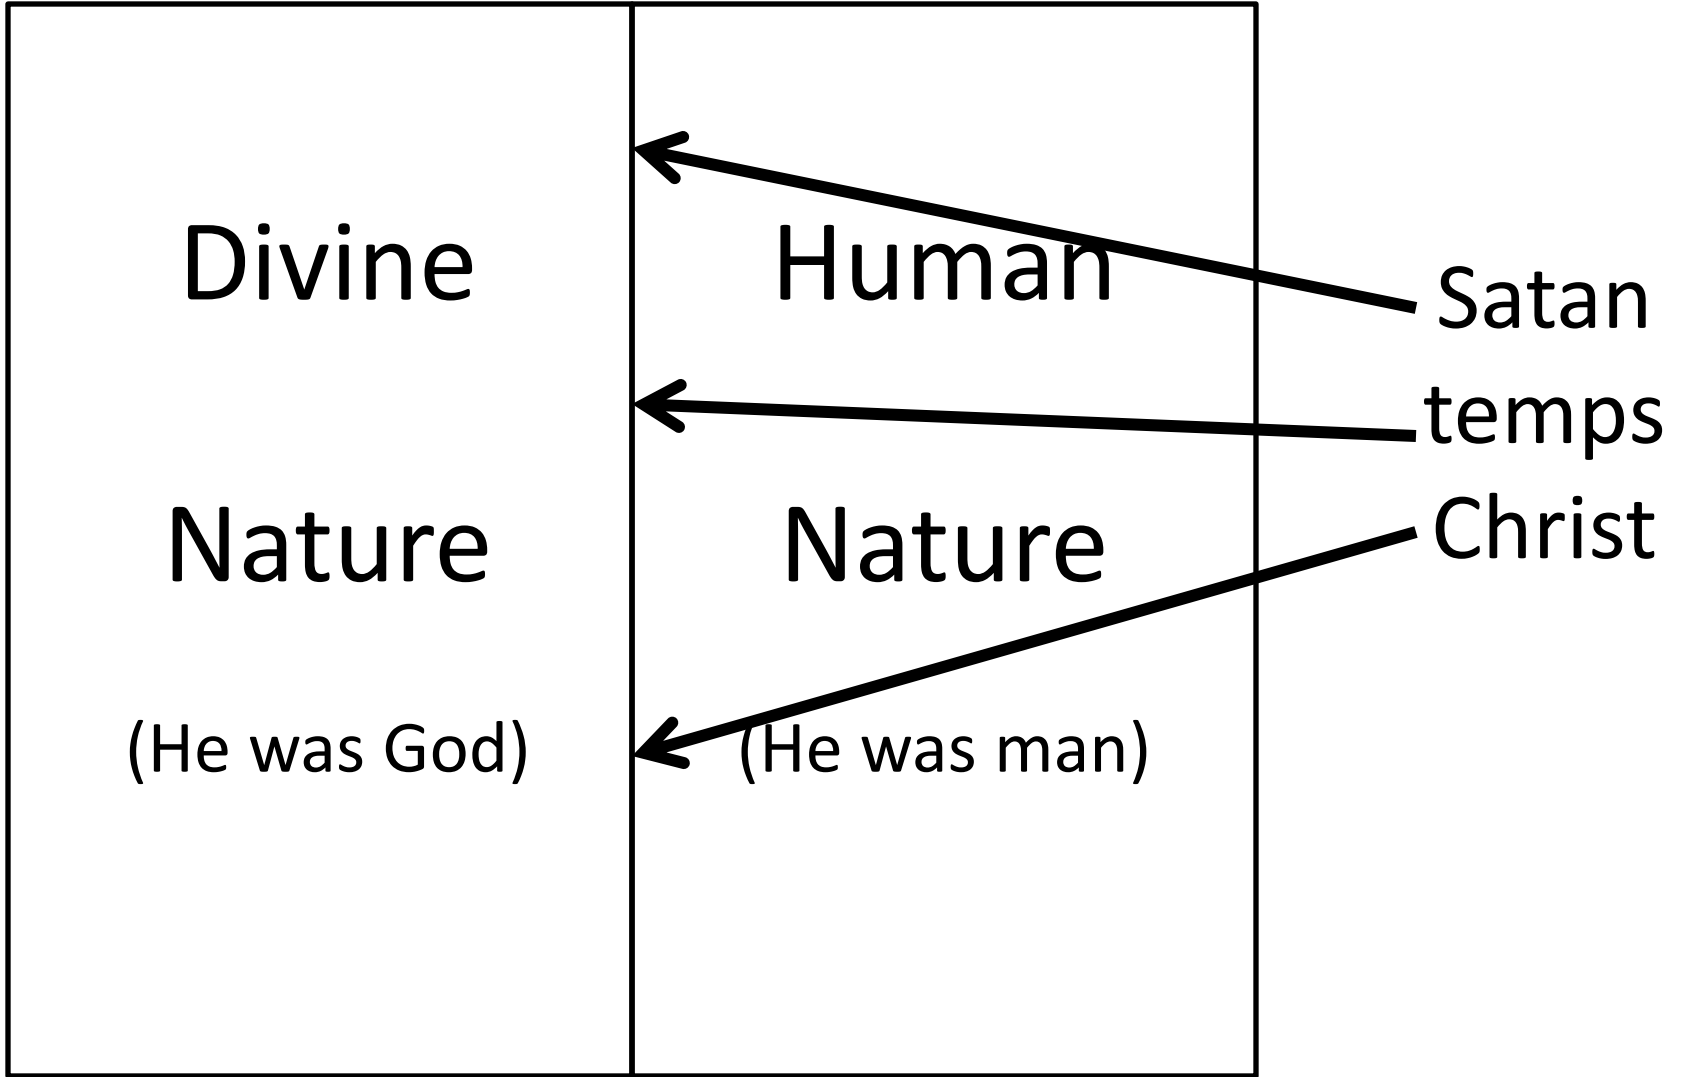 Divine
Nature
(He was God)
Human
Nature
(He was man)
Satan
temps
Christ